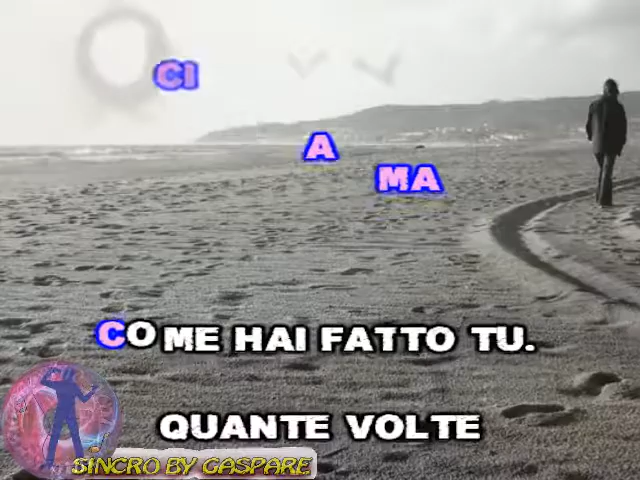 CI
A
MA
COME HAI FATTO TU.
QUANTE VOLTE
SINCRO BY GASPARE